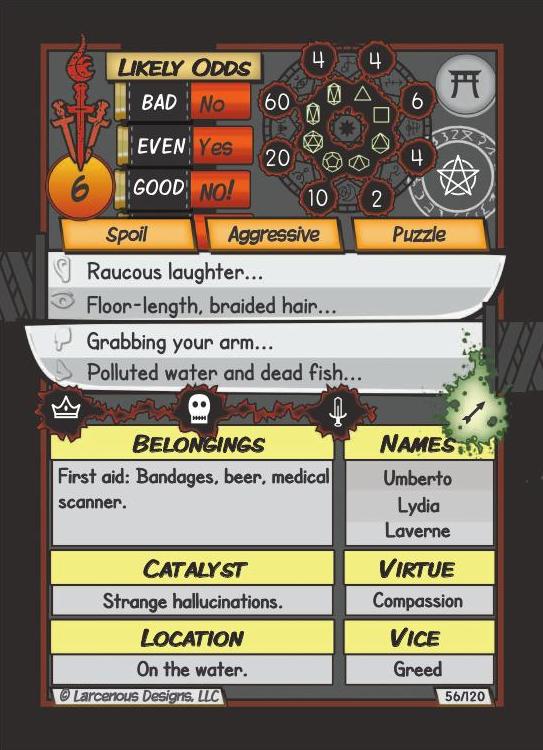 LIKELY ODDS
BAD No
EVEN Yes
GOOD NO!
6
4 4
60 6
20 4
10 2
Spoil Aggressive Puzzle
Raucous laughter...
Floor-length, braided hair...
Grabbing your arm...
Polluted water and dead fish...
BELONGINGS
First aid: Bandages, beer, medical
scanner.
NAMES
Umberto
Lydia
Laverne
CATALYST
Strange hallucinations.
VIRTUE
Compassion
LOCATION
On the water.
VICE
Greed
© Larcenous Designs, LLC
56/120